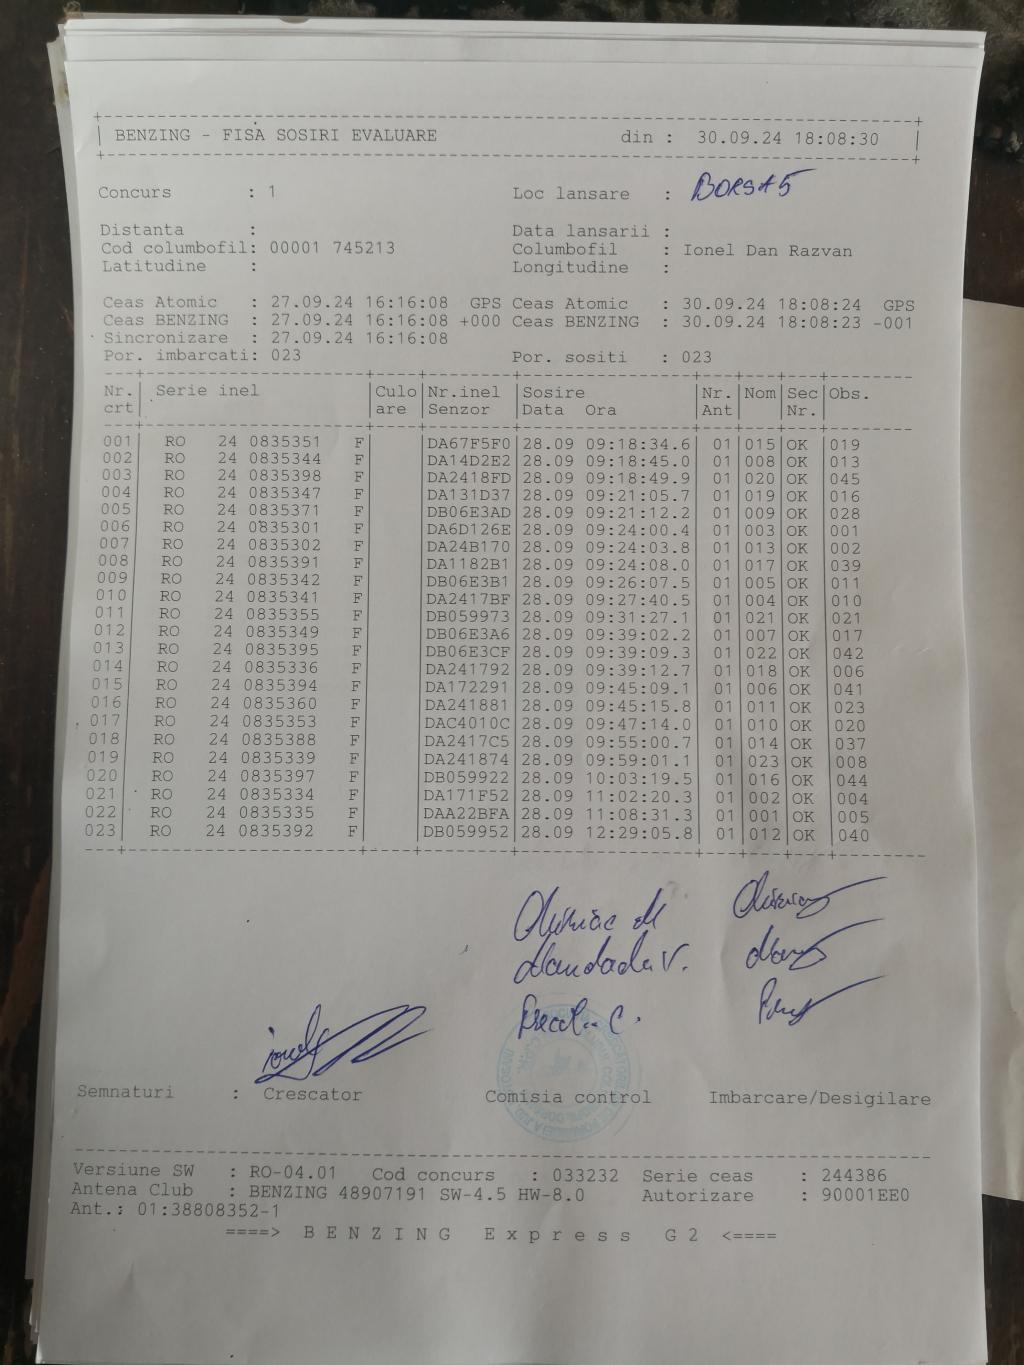 BENZING - FISA SOSIRI EVALUARE din : 30.09.24 18:08:30
Concurs : 1 Loc lansare : BORSA 5
Distanta : Data lansarii :
Cod columbofil: 00001 745213 Columbofil : Ionel Dan Razvan
Latitudine : Longitudine :
Ceas Atomic : 27.09.24 16:16:08 GPS Ceas Atomic : 30.09.24 18:08:24 GPS
Ceas BENZING : 27.09.24 16:16:08 +000 Ceas BENZING : 30.09.24 18:08:23 -001
Sincronizare : 27.09.24 16:16:08
Por. imbarcati: 023 Por. sositi : 023
Nr. Serie inel Culo Nr.inel Sosire Nr. Nom Sec Obs.
crt are Senzor Data Ora Ant Nr.
001 RO 24 0835351 F DA67F5F0 28.09 09:18:34.6 01 015 OK 019
002 RO 24 0835344 F DA14D2E2 28.09 09:18:45.0 01 008 OK 013
003 RO 24 0835398 F DA2418FD 28.09 09:18:49.9 01 020 OK 045
004 RO 24 0835347 F DA131D37 28.09 09:21:05.7 01 019 OK 016
005 RO 24 0835371 F DB06E3AD 28.09 09:21:12.2 01 009 OK 028
006 RO 24 0835301 F DA6D126E 28.09 09:24:00.4 01 003 OK 001
007 RO 24 0835302 F DA24B170 28.09 09:24:03.8 01 013 OK 002
008 RO 24 0835391 F DA1182B1 28.09 09:24:08.0 01 017 OK 039
009 RO 24 0835342 F DB06E3B1 28.09 09:26:07.5 01 005 OK 011
010 RO 24 0835341 F DA2417BF 28.09 09:27:40.5 01 004 OK 010
011 RO 24 0835355 F DB059973 28.09 09:31:27.1 01 021 OK 021
012 RO 24 0835349 F DB06E3A6 28.09 09:39:02.2 01 007 OK 017
013 RO 24 0835395 F DB06E3CF 28.09 09:39:09.3 01 022 OK 042
014 RO 24 0835336 F DA241792 28.09 09:39:12.7 01 018 OK 006
015 RO 24 0835394 F DA172291 28.09 09:45:09.1 01 006 OK 041
016 RO 24 0835360 F DA241881 28.09 09:45:15.8 01 011 OK 023
017 RO 24 0835353 F DAC4010C 28.09 09:47:14.0 01 010 OK 020
018 RO 24 0835388 F DA2417C5 28.09 09:55:00.7 01 014 OK 037
019 RO 24 0835339 F DA241874 28.09 09:59:01.1 01 023 OK 008
020 RO 24 0835397 F DB059922 28.09 10:03:19.5 01 016 OK 044
021 RO 24 0835334 F DA171F52 28.09 11:02:20.3 01 002 OK 004
022 RO 24 0835335 F DAA22BFA 28.09 11:08:31.3 01 001 OK 005
023 RO 24 0835392 F DB059952 28.09 12:29:05.8 01 012 OK 040
Semnaturi : Crescator Comisia control Imbarcare/Desigilare
Versiune SW : RO-04.01 Cod concurs : 033232 Serie ceas : 244386
Antena Club : BENZING 48907191 SW-4.5 HW-8.0 Autorizare : 90001EE0
Ant.: 01:38808352-1
====> BENZING Express G2 <====